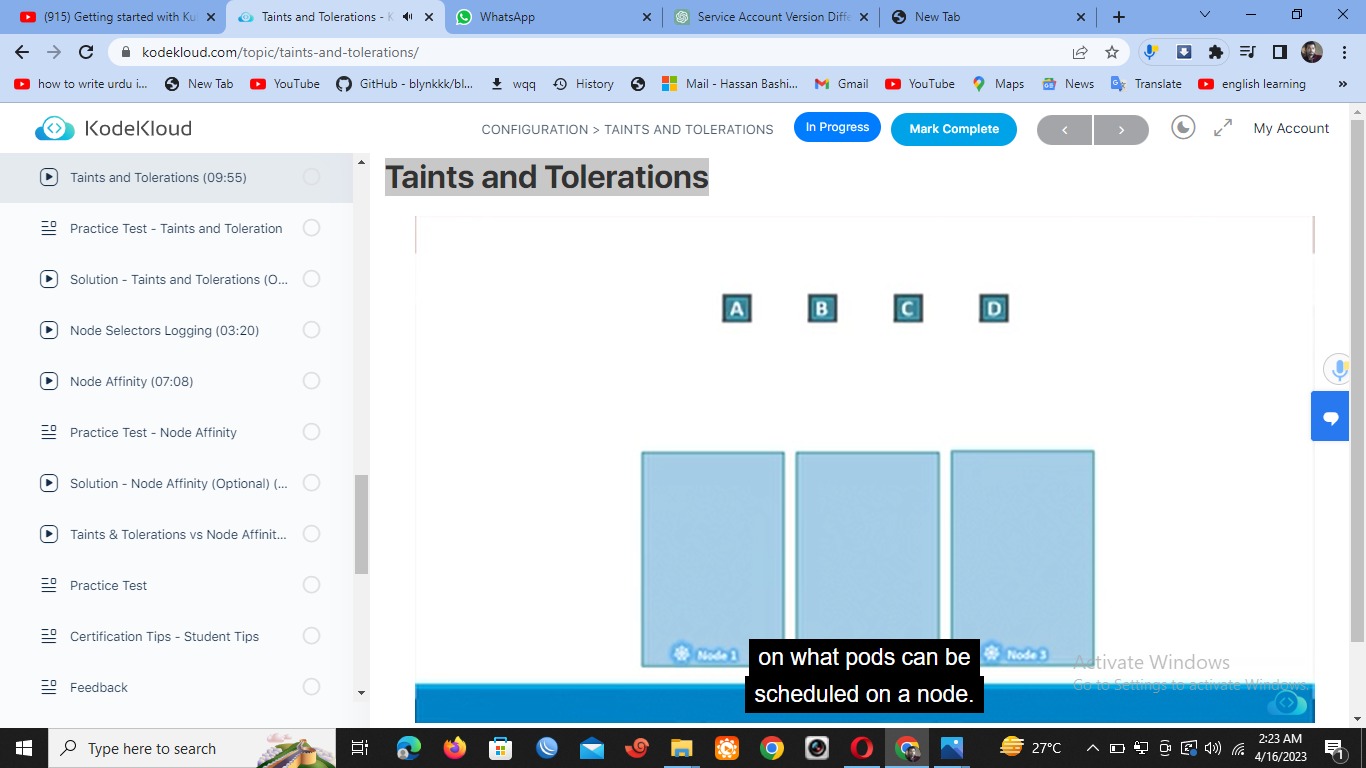 (915) Getting started with Ku
Taints and Tolerations - K
WhatsApp
Service Account Version Diffe
New Tab
kodekloud.com/topic/taints-and-tolerations/
how to write urdu i...
New Tab
YouTube
GitHub - blynkkk/bl...
wqq
History
Mail - Hassan Bashi...
Gmail
YouTube
Maps
News
Translate
english learning
»
KodeKloud
CONFIGURATION > TAINTS AND TOLERATIONS
In Progress
Mark Complete
<
>
My Account
Taints and Tolerations (09:55)
Practice Test - Taints and Toleration
Solution - Taints and Tolerations (O...
Node Selectors Logging (03:20)
Node Affinity (07:08)
Practice Test - Node Affinity
Solution - Node Affinity (Optional) (...
Taints & Tolerations vs Node Affinit...
Practice Test
Certification Tips - Student Tips
Feedback
Taints and Tolerations
A B C D
Node 1
Node 3
on what pods can be
scheduled on a node.
Activate Windows
Go to Settings to activate Windows.
Type here to search
27°C
2:23 AM
4/16/2023
1